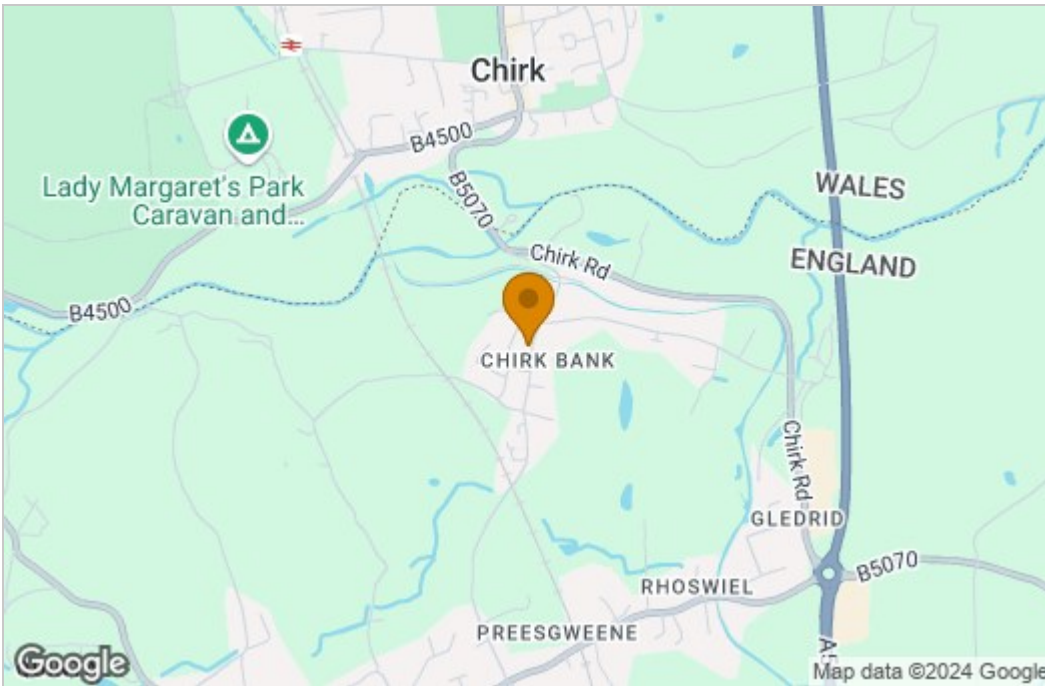 Chirk
B4500
Lady Margaret's Park
Caravan and...
B5070
WALES
ENGLAND
Chirk Rd
B4500
CHIRK BANK
Chirk Rd
GLEDRID
B5070
RHOSWIEL
PREESGWEENE
A5
Google
Map data ©2024 Google